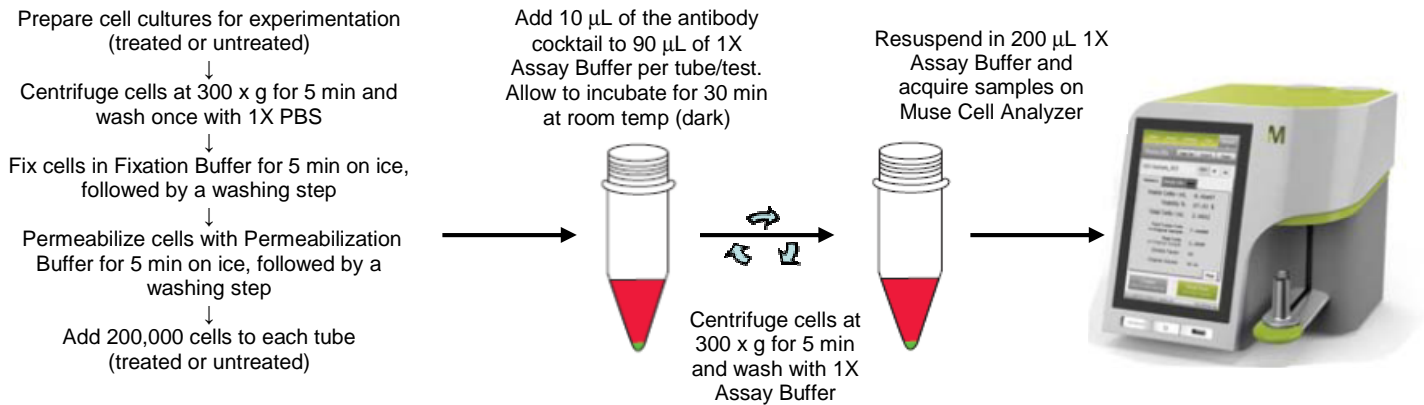 Prepare cell cultures for experimentation
(treated or untreated)
↓
Centrifuge cells at 300 x g for 5 min and
wash once with 1X PBS
↓
Fix cells in Fixation Buffer for 5 min on ice,
followed by a washing step
↓
Permeabilize cells with Permeabilization
Buffer for 5 min on ice, followed by a
washing step
↓
Add 200,000 cells to each tube
(treated or untreated)
Add 10 μL of the antibody
cocktail to 90 μL of 1X
Assay Buffer per tube/test.
Allow to incubate for 30 min
at room temp (dark)
Centrifuge cells at
300 x g for 5 min
and wash with 1X
Assay Buffer
Resuspend in 200 μL 1X
Assay Buffer and
acquire samples on
Muse Cell Analyzer
M